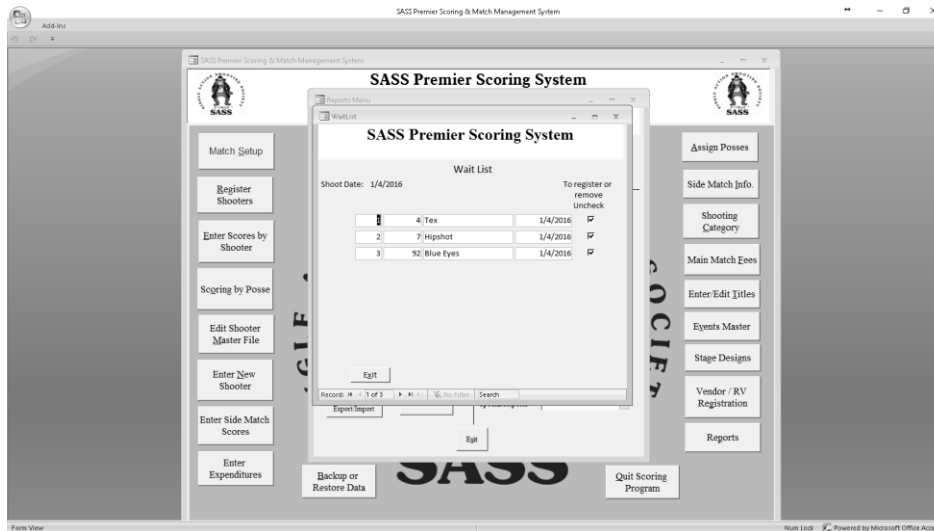 SASS Premier Scoring & Match Management System
Add-Ins
SASS Premier Scoring & Match Management System
SASS Premier Scoring System
SASS
SASS
Reports Menu
WaitList
SASS Premier Scoring System
Wait List
Shoot Date: 1/4/2016
To register or
remove
Uncheck
1 4 Tex 1/4/2016
2 7 Hipshot 1/4/2016
3 92 Blue Eyes 1/4/2016
Exit
Record: 1 of 3 No Filter Search
Export/Import
Exit
Match Setup
Register
Shooters
Enter Scores by
Shooter
Scoring by Posse
Edit Shooter
Master File
Enter New
Shooter
Enter Side Match
Scores
Enter
Expenditures
Assign Posses
Side Match Info.
Shooting
Category
Main Match Fees
Enter/Edit Titles
Events Master
Stage Designs
Vendor / RV
Registration
Reports
Backup or
Restore Data
SASS
Quit Scoring
Program
Form View
Num Lock Powered by Microsoft Office Acc